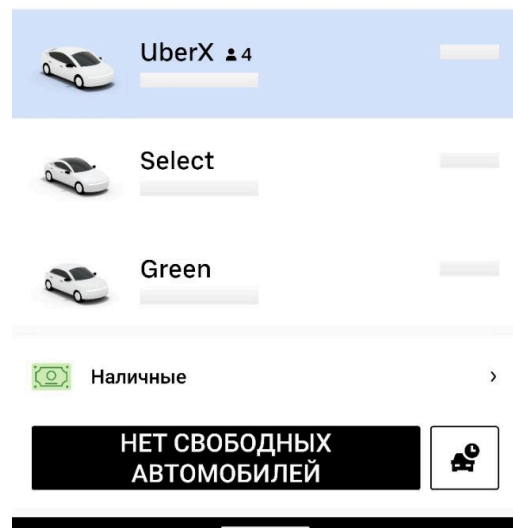 UberX 4
Select
Green
Наличные
НЕТ СВОБОДНЫХ
АВТОМОБИЛЕЙ